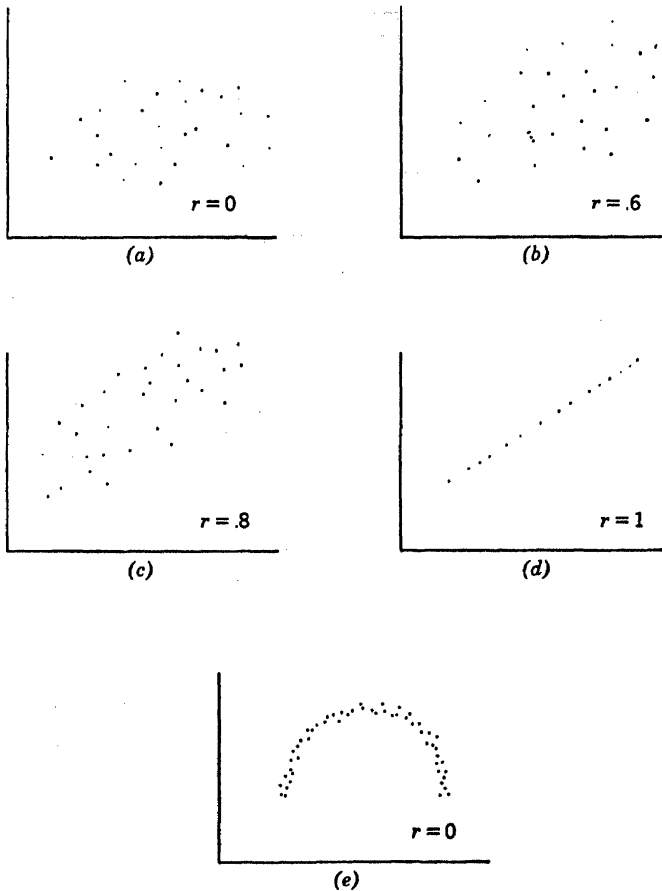 r = 0
(a)
r = .6
(b)
r = .8
(c)
r = 1
(d)
r = 0
(e)